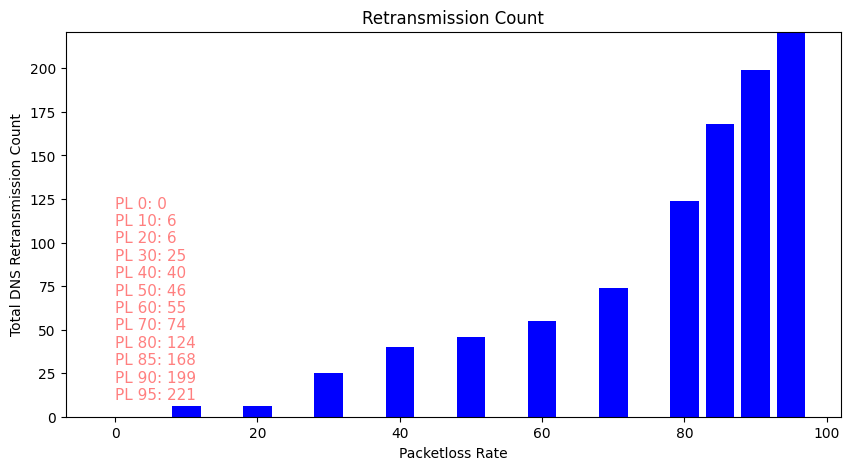 Retransmission Count
Total DNS Retransmission Count
200
175
150
125
100
75
50
25
0
PL 0: 0
PL 10: 6
PL 20: 6
PL 30: 25
PL 40: 40
PL 50: 46
PL 60: 55
PL 70: 74
PL 80: 124
PL 85: 168
PL 90: 199
PL 95: 221
0 20 40 60 80 100
Packetloss Rate